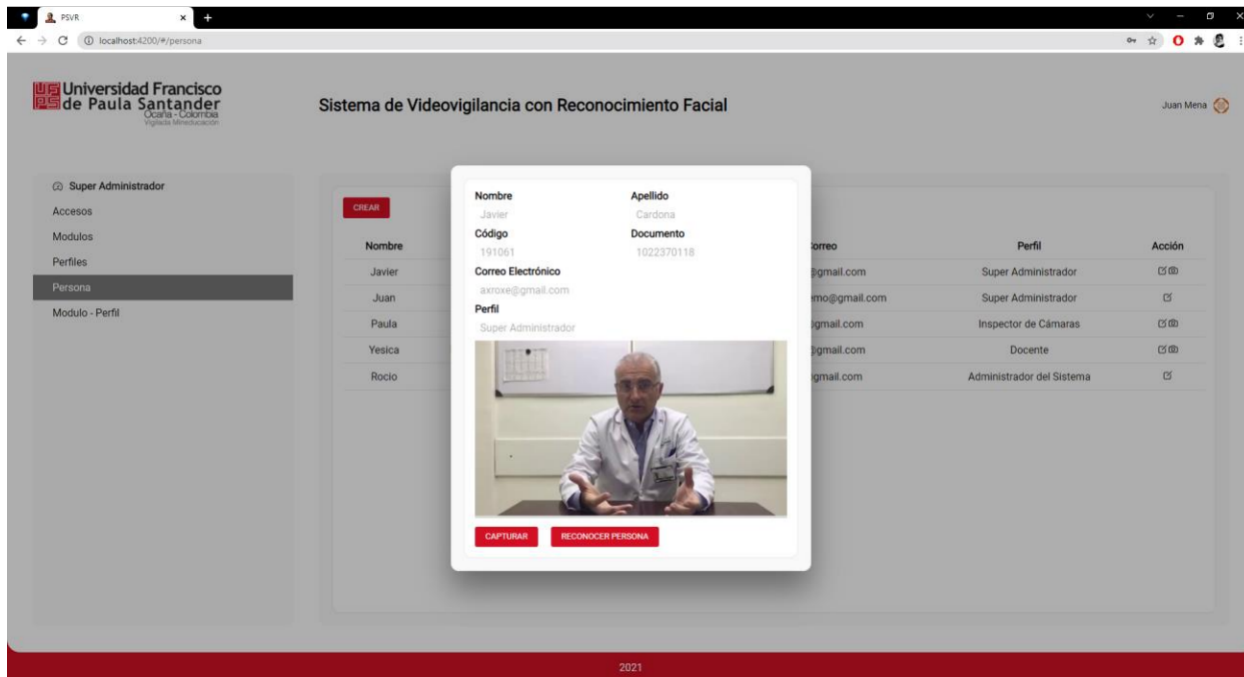 PSVR
localhost:4200/#/persona
Universidad Francisco
de Paula Santander
Ocaña - Colombia
Vigilada Mineducación
Sistema de Videovigilancia con Reconocimiento Facial
Juan Mena
Super Administrador
Accesos
Modulos
Perfiles
Persona
Modulo - Perfil
CREAR
Nombre
Correo
Perfil
Acción
Javier
@gmail.com
Super Administrador
Juan
mo@gmail.com
Super Administrador
Paula
@gmail.com
Inspector de Cámaras
Yesica
@gmail.com
Docente
Rocio
gmail.com
Administrador del Sistema
Nombre
Apellido
Javier
Cardona
Código
Documento
191061
1022370118
Correo Electrónico
axroxe@gmail.com
Perfil
Super Administrador
CAPTURAR
RECONOCER PERSONA
2021